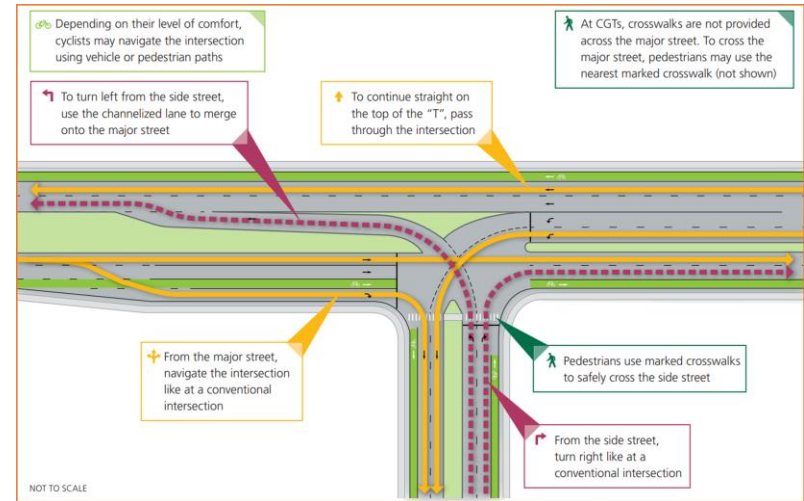 Depending on their level of comfort,
cyclists may navigate the intersection
using vehicle or pedestrian paths
At CGTs, crosswalks are not provided
across the major street. To cross the
major street, pedestrians may use the
nearest marked crosswalk (not shown)
To turn left from the side street,
use the channelized lane to merge
onto the major street
To continue straight on
the top of the “T”, pass
through the intersection
From the major street,
navigate the intersection
like at a conventional
intersection
Pedestrians use marked crosswalks
to safely cross the side street
From the side street,
turn right like at a
conventional intersection
NOT TO SCALE